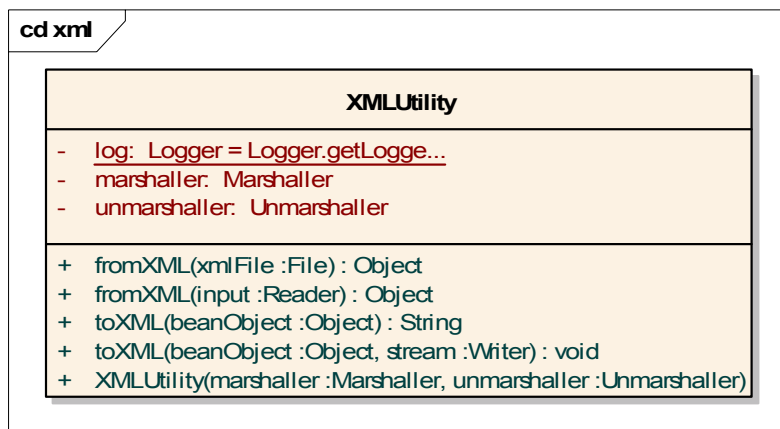 cd xml
XMLUtility
- log: Logger = Logger.getLogge...
- marshaller: Marshaller
- unmarshaller: Unmarshaller
+ fromXML(xmlFile :File) : Object
+ fromXML(input :Reader) : Object
+ toXML(beanObject :Object) : String
+ toXML(beanObject :Object, stream :Writer) : void
+ XMLUtility(marshaller :Marshaller, unmarshaller :Unmarshaller)